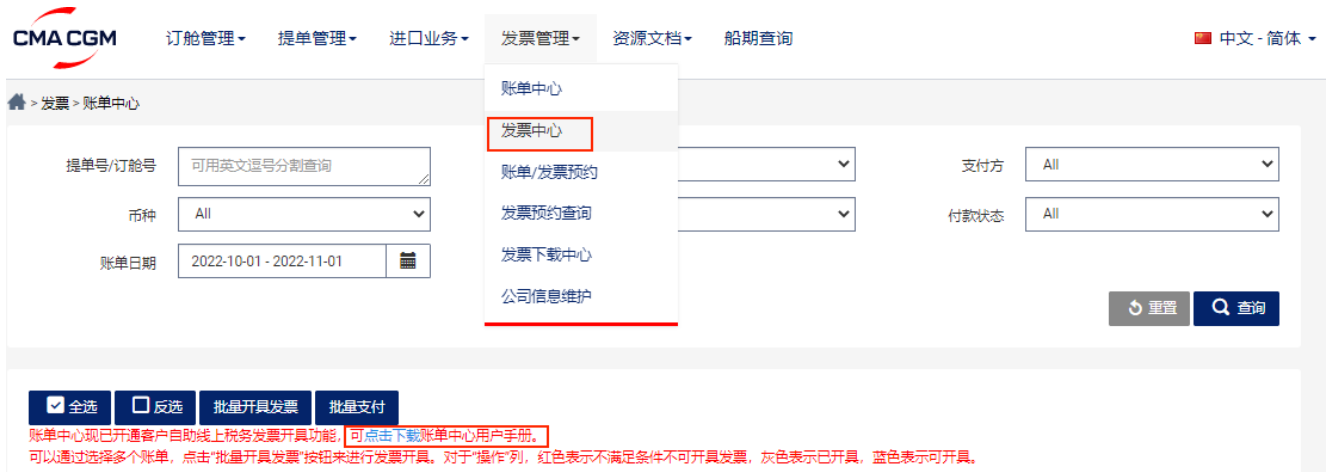 CMA CGM 订舱管理 提单管理 进口业务 发票管理 资源文档 船期查询 中文 - 简体
账单中心
> 发票 > 账单中心
发票中心
提单号/订舱号 可用英文逗号分割查询 支付方 All
账单/发票预约
币种 All 付款状态 All
发票预约查询
账单日期 2022-10-01 - 2022-11-01
发票下载中心
公司信息维护
重置 查询
全选 反选 批量开具发票 批量支付
账单中心现已开通客户自助线上税务发票开具功能，可点击下载账单中心用户手册。
可以通过选择多个账单，点击"批量开具发票"按钮来进行发票开具。对于"操作"列，红色表示不满足条件不可开具发票，灰色表示已开具，蓝色表示可开具。